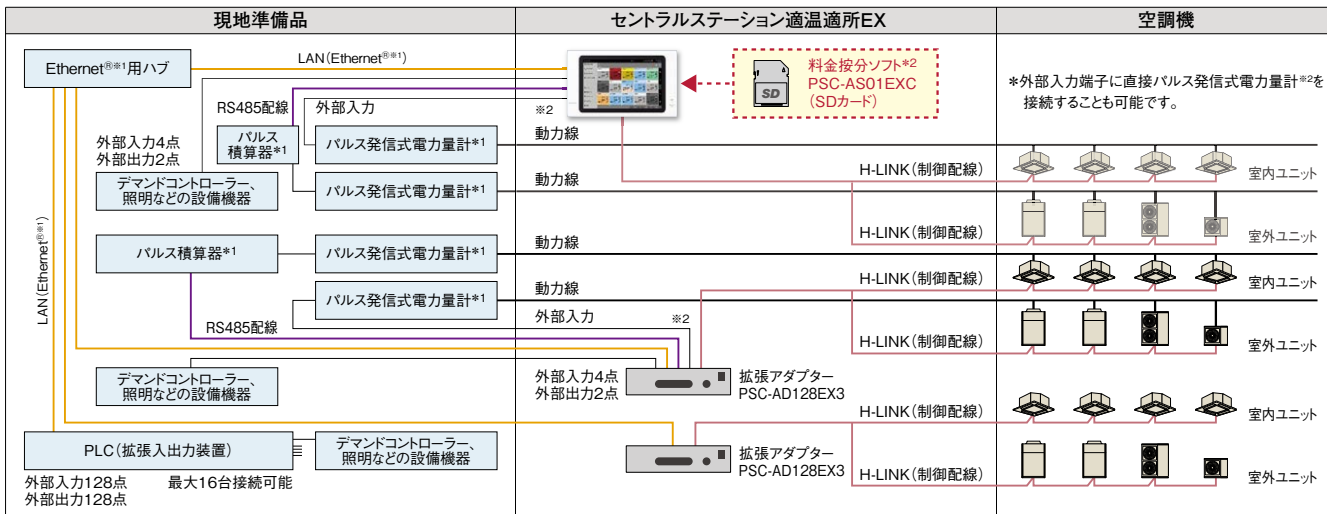 現地準備品
セントラルステーション適温適所EX
空調機
Ethernet®※1用ハブ
LAN(Ethernet®※1)
RS485配線
外部入力
※2
料金按分ソフト*2
PSC-AS01EXC
(SDカード)
SD
*外部入力端子に直接パルス発信式電力量計※2を
接続することも可能です。
外部入力4点
外部出力2点
パルス
積算器*1
パルス発信式電力量計*1
動力線
H-LINK(制御配線)
室内ユニット
デマンドコントローラー、
照明などの設備機器
パルス発信式電力量計*1
動力線
H-LINK(制御配線)
室外ユニット
LAN(Ethernet®※1)
パルス積算器*1
パルス発信式電力量計*1
動力線
H-LINK(制御配線)
室内ユニット
パルス発信式電力量計*1
動力線
RS485配線
外部入力
※2
H-LINK(制御配線)
室外ユニット
デマンドコントローラー、
照明などの設備機器
外部入力4点
外部出力2点
拡張アダプター
PSC-AD128EX3
H-LINK(制御配線)
室内ユニット
PLC(拡張入出力装置)
デマンドコントローラー、
照明などの設備機器
拡張アダプター
PSC-AD128EX3
H-LINK(制御配線)
室外ユニット
外部入力128点
最大16台接続可能
外部出力128点